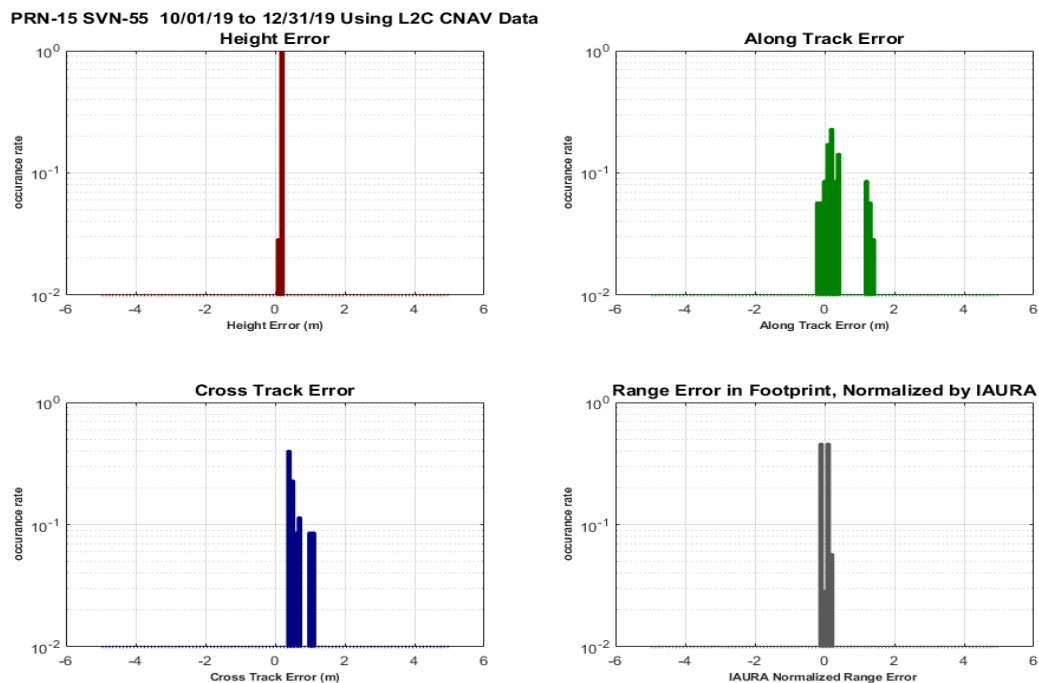 PRN-15 SVN-55  10/01/19 to 12/31/19 Using L2C CNAV Data
Height Error
10^0
10^-1
10^-2
occurance rate
-6 -4 -2 0 2 4 6
Height Error (m)
Along Track Error
10^0
10^-1
10^-2
occurance rate
-6 -4 -2 0 2 4 6
Along Track Error (m)
Cross Track Error
10^0
10^-1
10^-2
occurance rate
-6 -4 -2 0 2 4 6
Cross Track Error (m)
Range Error in Footprint, Normalized by IAURA
10^0
10^-1
10^-2
occurance rate
-6 -4 -2 0 2 4 6
IAURA Normalized Range Error